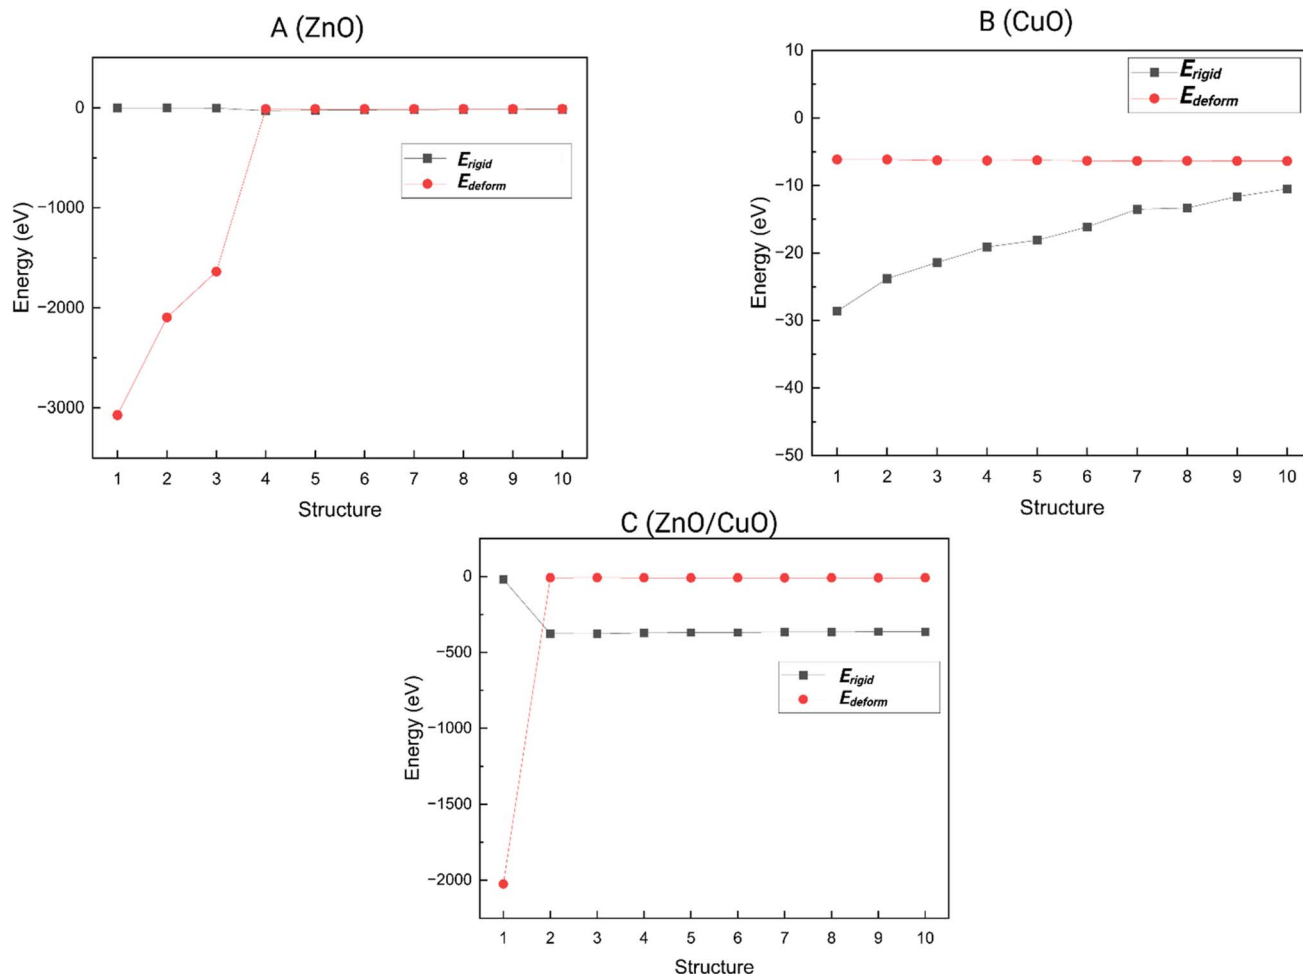 A (ZnO)
0
−1000
−2000
−3000
Energy (eV)
E_rigid
E_deform
1 2 3 4 5 6 7 8 9 10
Structure
B (CuO)
10
0
−10
−20
−30
−40
−50
Energy (eV)
E_rigid
E_deform
1 2 3 4 5 6 7 8 9 10
Structure
C (ZnO/CuO)
0
−500
−1000
−1500
−2000
Energy (eV)
E_rigid
E_deform
1 2 3 4 5 6 7 8 9 10
Structure